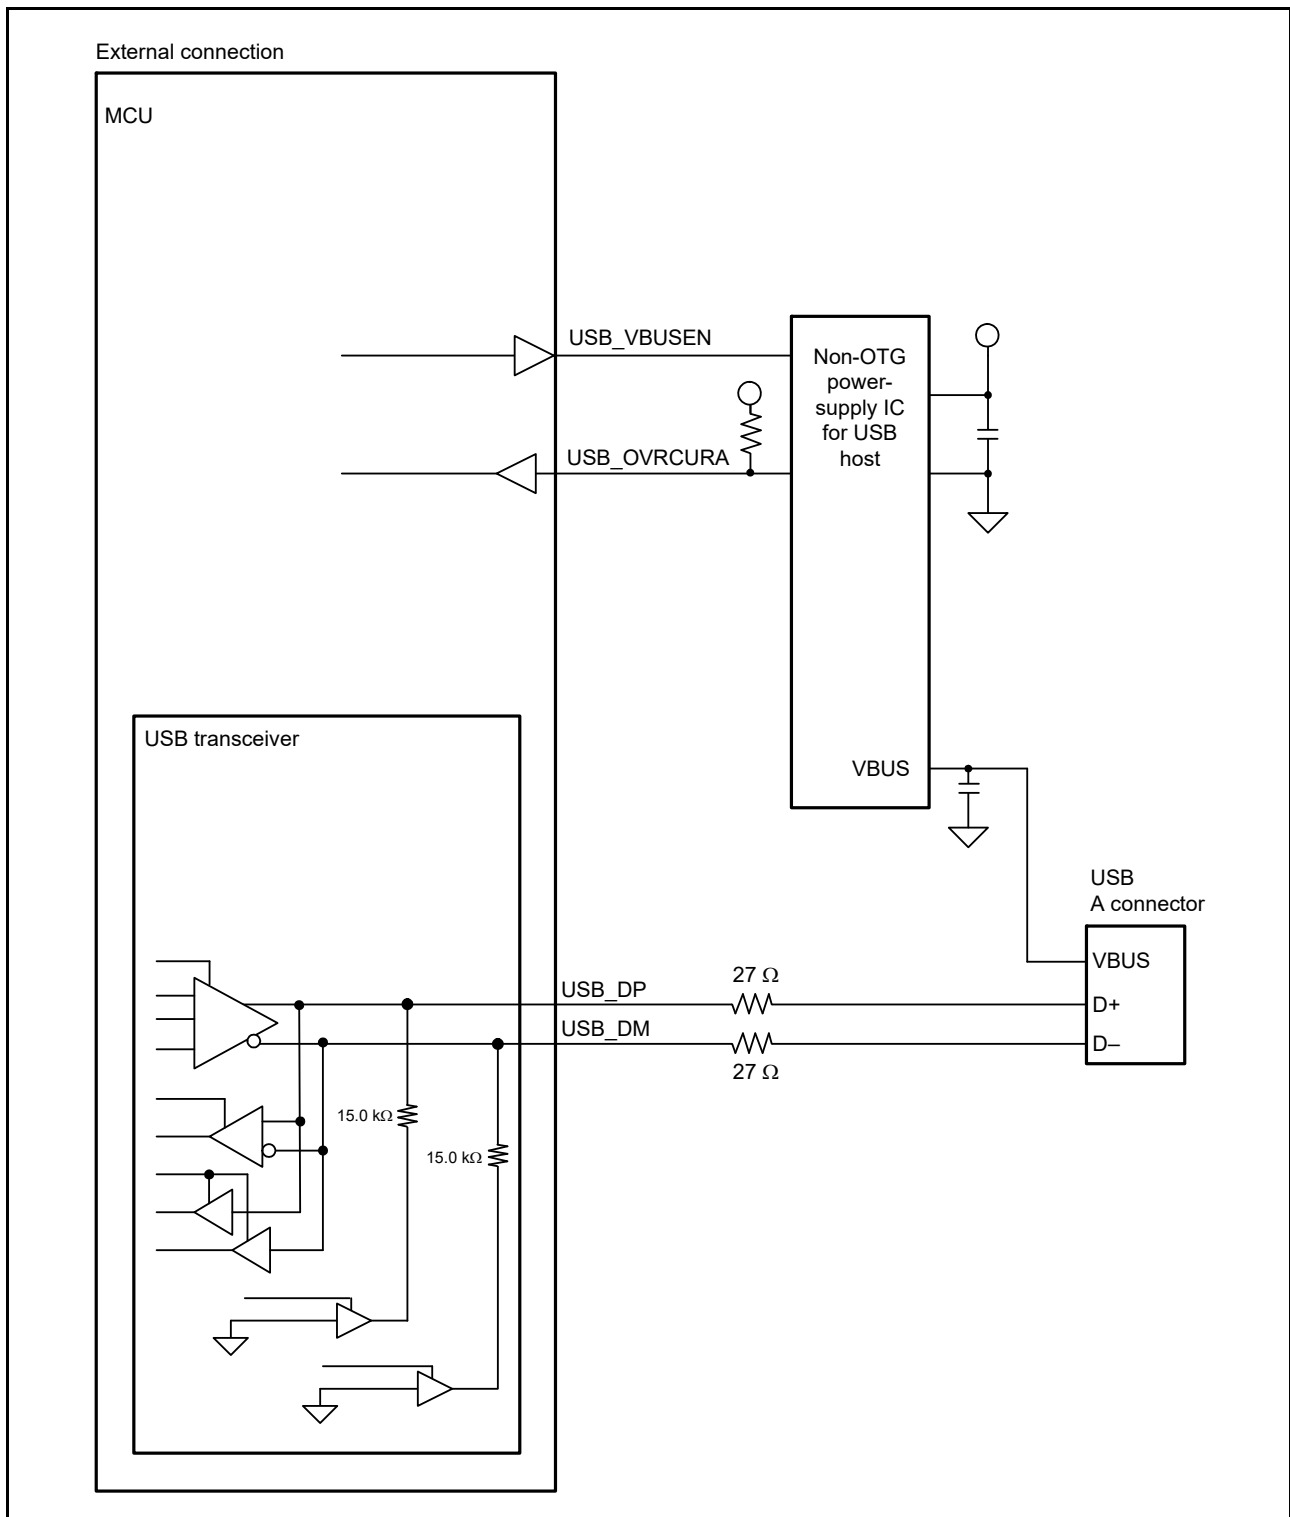 External connection
MCU
USB_VBUSEN
Non-OTG
power-
supply IC
for USB
host
USB_OVRCURA
USB transceiver
VBUS
USB
A connector
VBUS
27 Ω
USB_DP
D+
USB_DM
D–
27 Ω
15.0 kΩ
15.0 kΩ